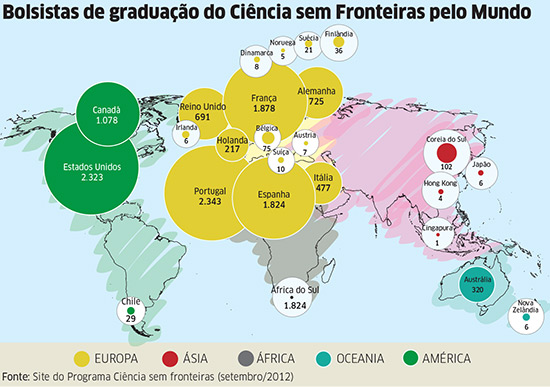 Bolsistas de graduação do Ciência sem Fronteiras pelo Mundo
Finlândia
36
Suécia
21
Noruega
5
Dinamarca
8
Canadá
1.078
Reino Unido
691
França
1.878
Alemanha
725
Irlanda
6
Holanda
217
Bélgica
75
Austria
7
Suiça
10
Estados Unidos
2.323
Portugal
2.343
Espanha
1.824
Itália
477
Coreia do Sul
102
Japão
6
Hong Kong
4
Cingapura
1
Chile
29
África do Sul
1.824
Austrália
320
Nova
Zelândia
6
EUROPA
ÁSIA
ÁFRICA
OCEANIA
AMÉRICA
Fonte: Site do Programa Ciência sem fronteiras (setembro/2012)